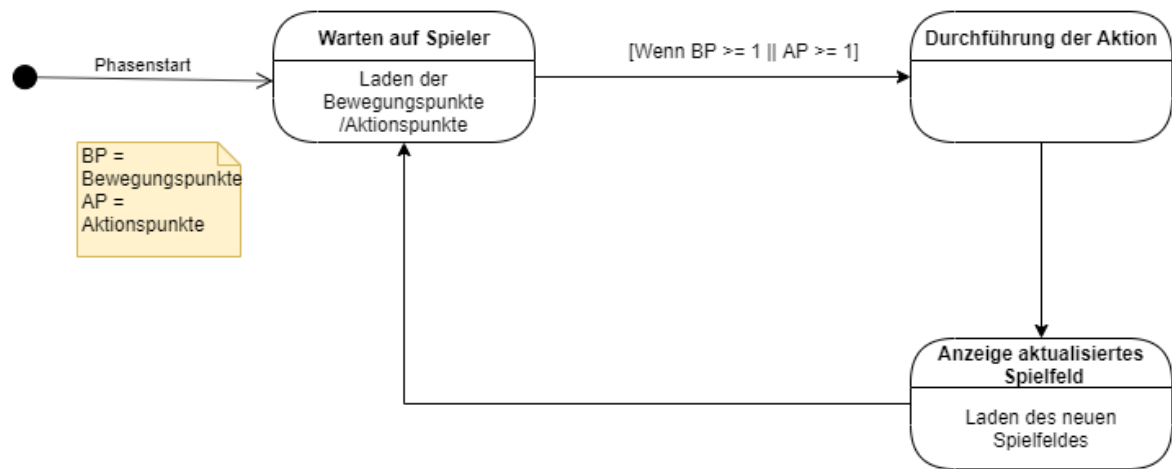 Warten auf Spieler
Laden der
Bewegungspunkte
/Aktionspunkte
Phasenstart
[Wenn BP >= 1 || AP >= 1]
Durchführung der Aktion
BP =
Bewegungspunkte
AP =
Aktionspunkte
Anzeige aktualisiertes
Spielfeld
Laden des neuen
Spielfeldes